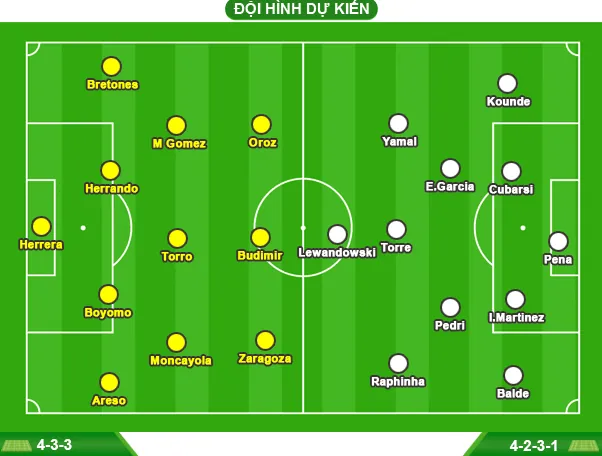 ĐỘI HÌNH DỰ KIẾN
Bretones
Kounde
M Gomez
Oroz
Yamal
Herrando
E.Garcia
Cubarsi
Herrera
Torro
Budimir
Lewandowski
Torre
Pena
Boyomo
Moncayola
Zaragoza
Pedri
I.Martinez
Areso
Raphinha
Balde
4-3-3
4-2-3-1